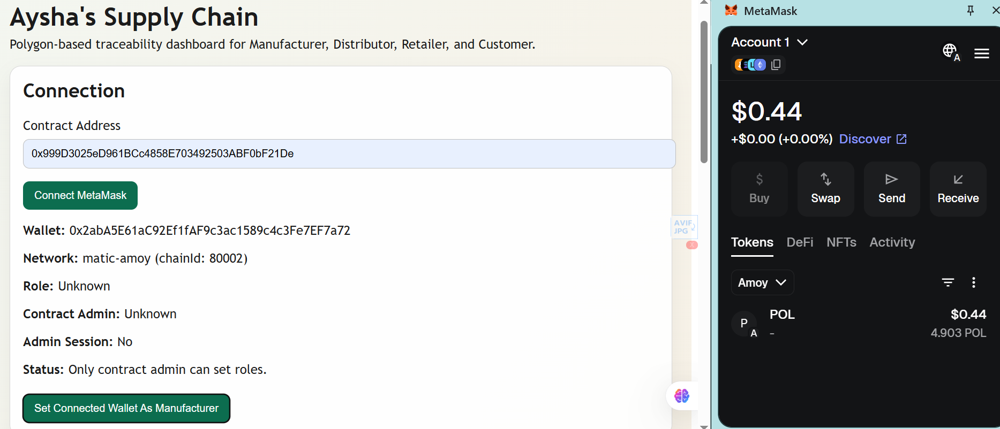 Aysha's Supply Chain
Polygon-based traceability dashboard for Manufacturer, Distributor, Retailer, and Customer.
Connection
Contract Address
0x999D3025eD961BCc4858E703492503ABF0bF21De
Connect MetaMask
Wallet: 0x2abA5E61aC92Ef1fAF9c3ac1589c4c3Fe7EF7a72
Network: matic-amoy (chainId: 80002)
Role: Unknown
Contract Admin: Unknown
Admin Session: No
Status: Only contract admin can set roles.
Set Connected Wallet As Manufacturer
AVIF
JPG
X
MetaMask
Account 1
A
$0.44
+$0.00 (+0.00%) Discover
$
Buy
Swap
Send
Receive
Tokens DeFi NFTs Activity
Amoy
P
A
POL
$0.44
-
4.903 POL